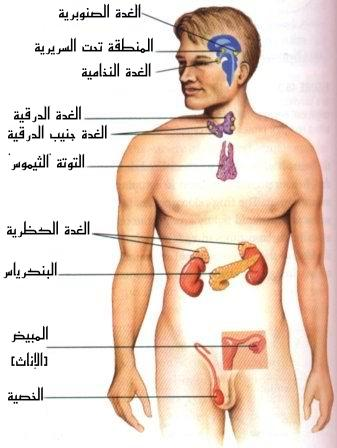 الغدة الصنوبرية
المنطقة تحت السريرية
الغدة النخامية
الغدة الدرقية
الغدة جنيب الدرقية
التوتة "الثيموس"
الغدة الكظرية
البنكرياس
المبيض
(الإناث)
الخصية